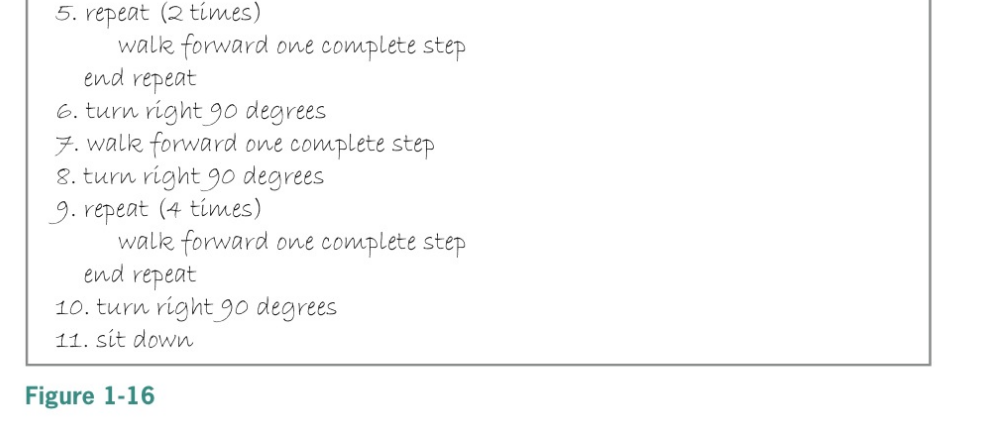 5. repeat (2 times)
walk forward one complete step
end repeat
6. turn right 90 degrees
7. walk forward one complete step
8. turn right 90 degrees
9. repeat (4 times)
walk forward one complete step
end repeat
10. turn right 90 degrees
11. sit down
Figure 1-16